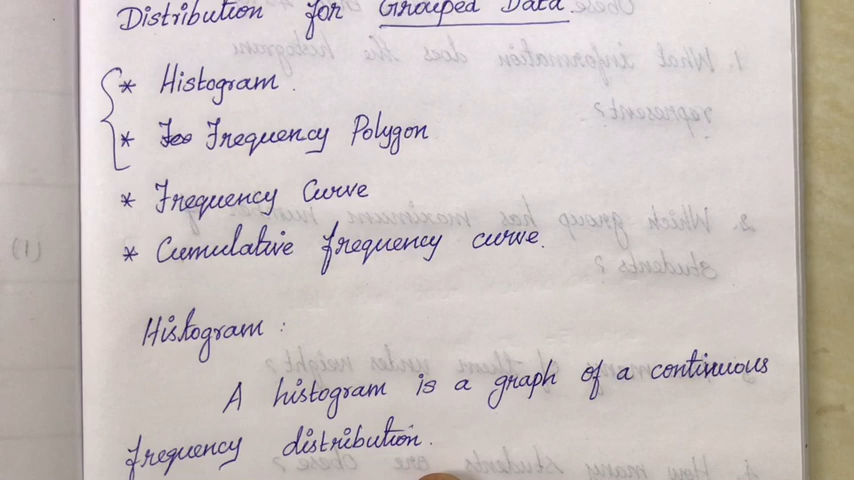 Distribution for Grouped Data.
* Histogram.
* Frequency Polygon
* Frequency Curve
* Cumulative frequency curve.
Histogram:
A histogram is a graph of a continuous
frequency distribution.